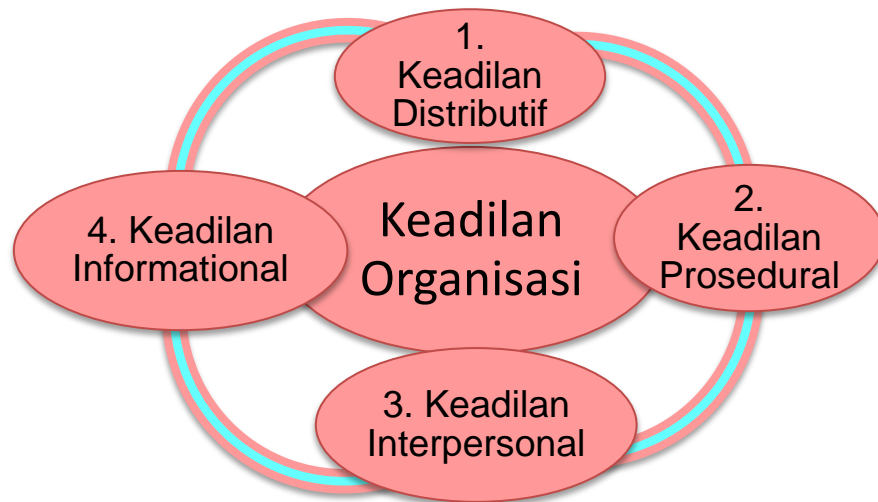 1.
Keadilan
Distributif
Keadilan
Organisasi
2.
Keadilan
Prosedural
3. Keadilan
Interpersonal
4. Keadilan
Informational